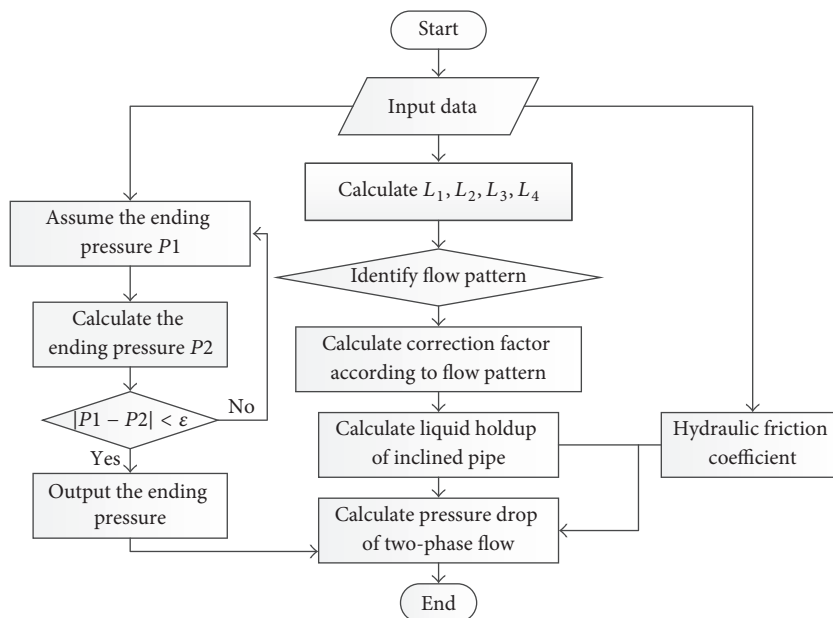 Start
Input data
Calculate L₁, L₂, L₃, L₄
Assume the ending
pressure P1
Identify flow pattern
Calculate the
ending pressure P2
Calculate correction factor
according to flow pattern
|P1 − P2| < ε
No
Yes
Calculate liquid holdup
of inclined pipe
Hydraulic friction
coefficient
Output the ending
pressure
Calculate pressure drop
of two-phase flow
End